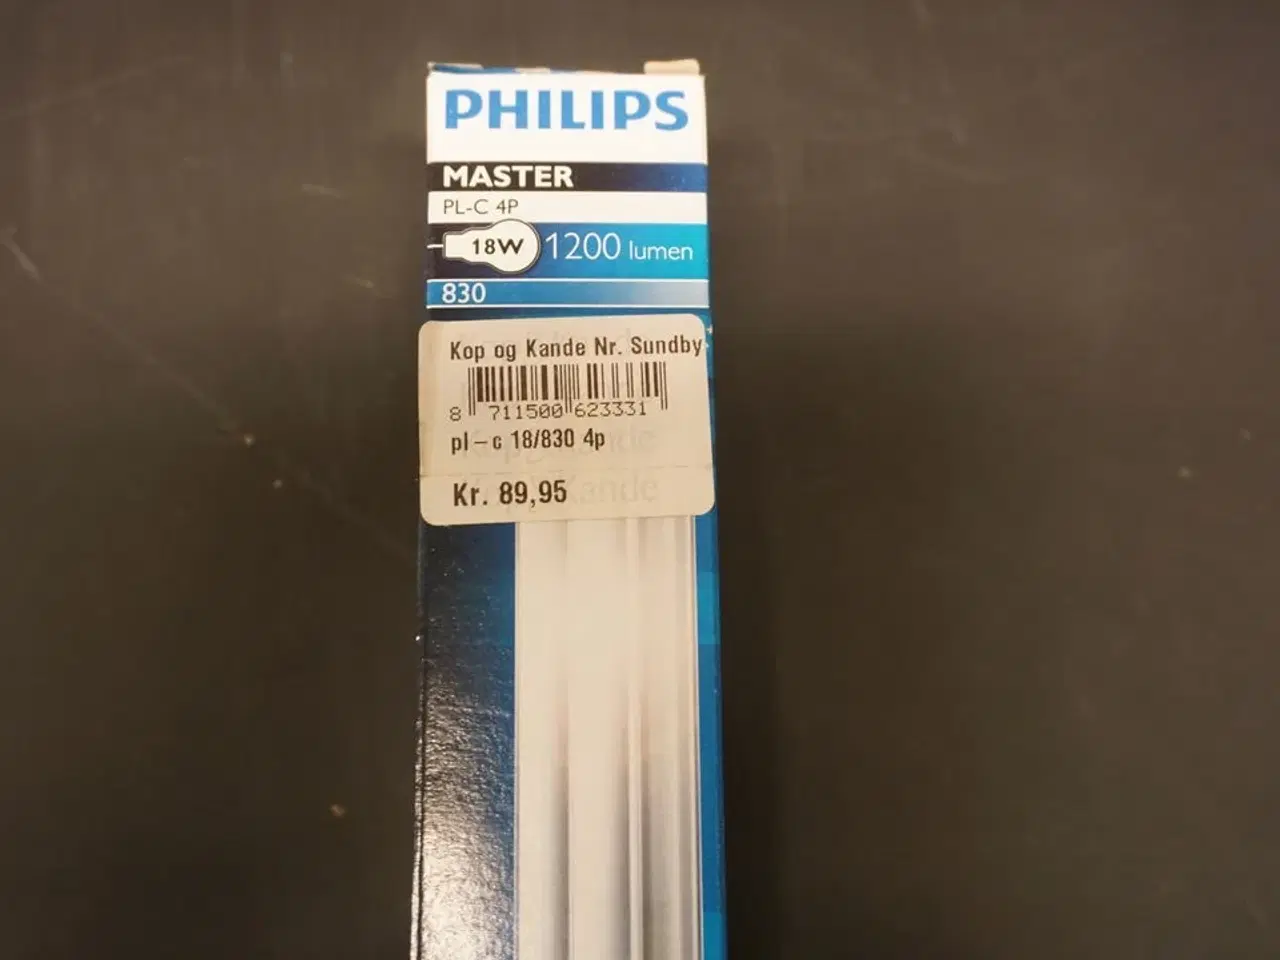 PHILIPS
MASTER
PL-C 4P
18W 1200 lumen
830
Kop og Kande Nr. Sundby
8 711500 623331
pl-c 18/830 4p
Kr. 89,95